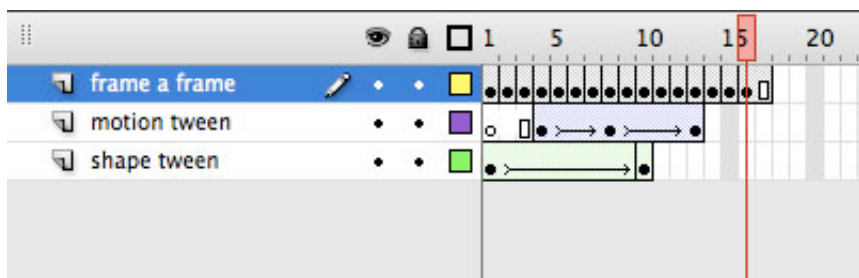 1 5 10 15 20
frame a frame
motion tween
shape tween